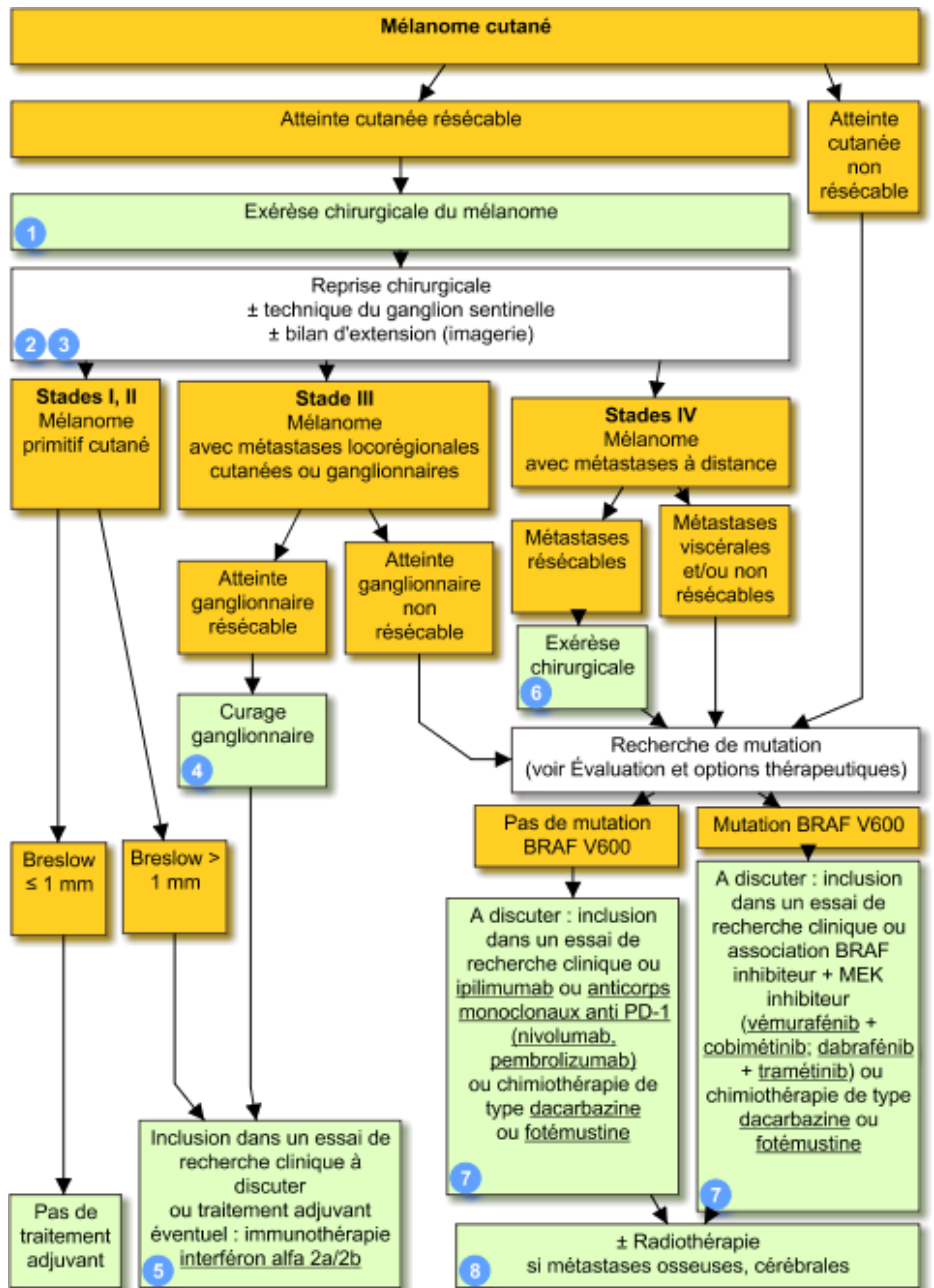 Mélanome cutané
Atteinte cutanée résécable
Atteinte
cutanée
non
résécable
Exérèse chirurgicale du mélanome
1
Reprise chirurgicale
± technique du ganglion sentinelle
± bilan d'extension (imagerie)
2 3
Stades I, II
Mélanome
primitif cutané
Stade III
Mélanome
avec métastases locorégionales
cutanées ou ganglionnaires
Stades IV
Mélanome
avec métastases à distance
Atteinte
ganglionnaire
résécable
Atteinte
ganglionnaire
non
résécable
Métastases
résécables
Métastases
viscérales
et/ou non
résécables
Exérèse
chirurgicale
6
Curage
ganglionnaire
4
Recherche de mutation
(voir Évaluation et options thérapeutiques)
Breslow
≤ 1 mm
Breslow >
1 mm
Pas de mutation
BRAF V600
Mutation BRAF V600
A discuter : inclusion
dans un essai de
recherche clinique ou
ipilimumab ou anticorps
monoclonaux anti PD-1
(nivolumab,
pembrolizumab)
ou chimiothérapie de
type dacarbazine
ou fotémustine
7
A discuter : inclusion
dans un essai de
recherche clinique ou
association BRAF
inhibiteur + MEK
inhibiteur
(vémurafénib +
cobimétinib; dabrafénib
+ tramétinib) ou
chimiothérapie de type
dacarbazine ou
fotémustine
7
Pas de
traitement
adjuvant
Inclusion dans un essai de
recherche clinique à
discuter
ou traitement adjuvant
éventuel : immunothérapie
interféron alfa 2a/2b
5
± Radiothérapie
si métastases osseuses, cérébrales
8